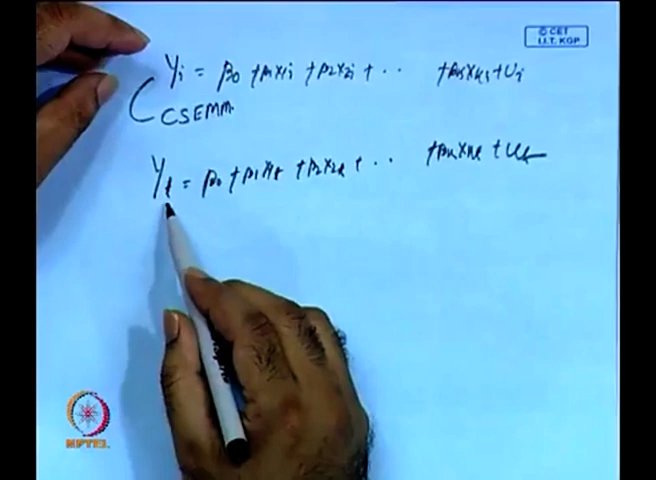 © CET
I.I.T. KGP
Yi = β0 + β1x1i + β2x2i + ·· + βkxki + Ui
CSEMM
Yt = β0 + β1x1t + β2x2t + ·· + βkxkt + Ut
NPTEL